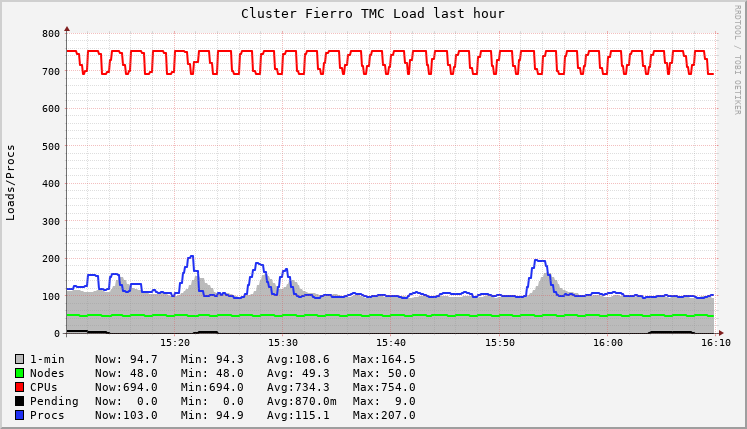 Cluster Fierro TMC Load last hour
RRDTOOL / TOBI OETIKER
Loads/Procs
800
700
600
500
400
300
200
100
0
15:20 15:30 15:40 15:50 16:00 16:10
1-min Now: 94.7 Min: 94.3 Avg:108.6 Max:164.5
Nodes Now: 48.0 Min: 48.0 Avg: 49.3 Max: 50.0
CPUs Now:694.0 Min:694.0 Avg:734.3 Max:754.0
Pending Now: 0.0 Min: 0.0 Avg:870.0m Max: 9.0
Procs Now:103.0 Min: 94.9 Avg:115.1 Max:207.0